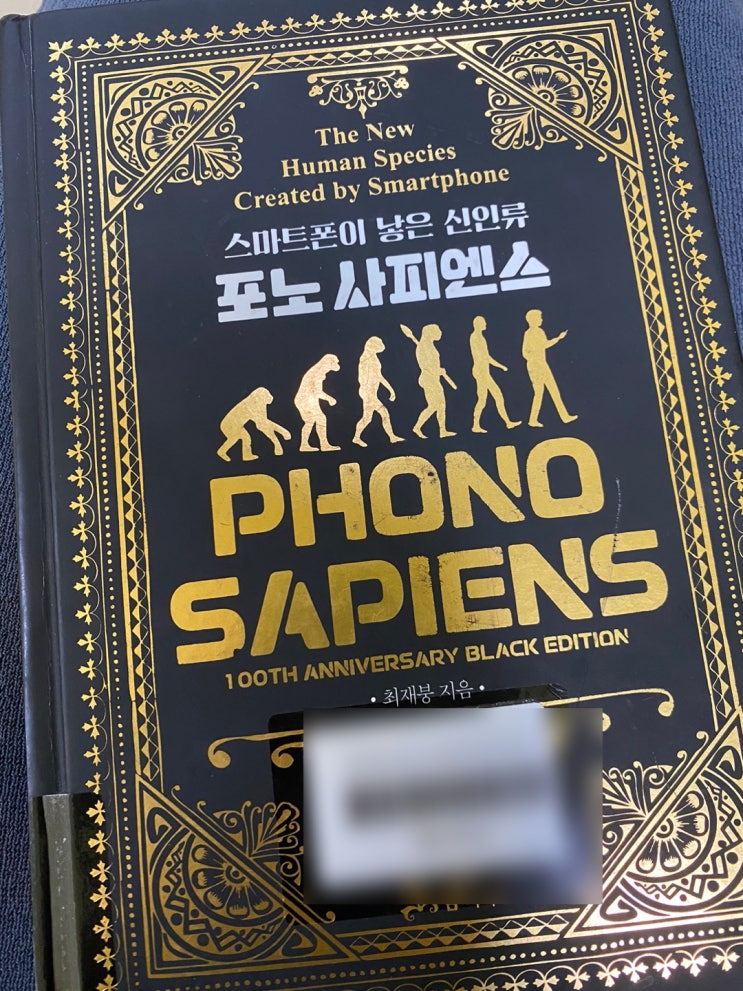 The New
Human Species
Created by Smartphone
스마트폰이 낳은 신인류
포노 사피엔스
PHONO
SAPIENS
100TH ANNIVERSARY BLACK EDITION
• 최재붕 지음 •